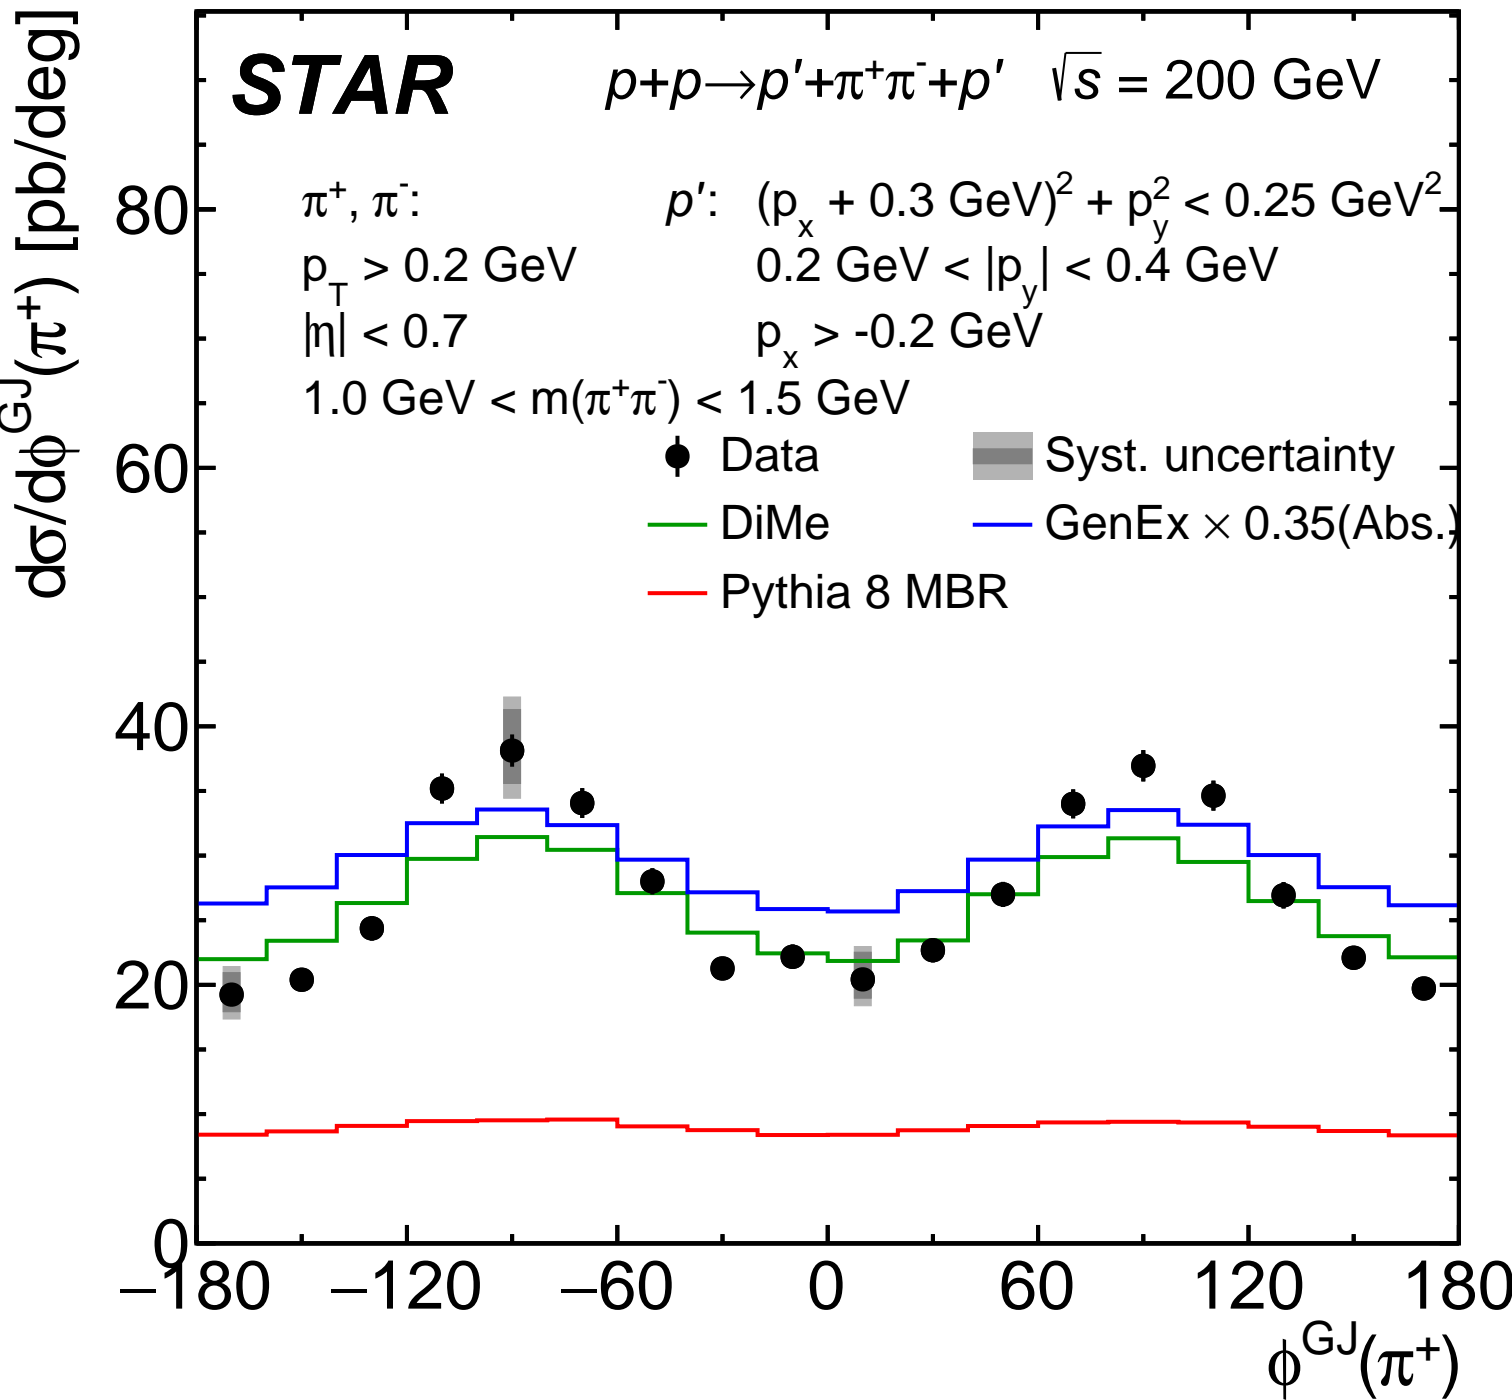 dσ/dϕ^GJ(π⁺) [pb/deg]
STAR p+p→p′+π⁺π⁻+p′ √s = 200 GeV
π⁺, π⁻: p′: (p_x + 0.3 GeV)² + p_y² < 0.25 GeV²
p_T > 0.2 GeV 0.2 GeV < |p_y| < 0.4 GeV
|η| < 0.7 p_x > -0.2 GeV
1.0 GeV < m(π⁺π⁻) < 1.5 GeV
Data Syst. uncertainty
DiMe GenEx × 0.35(Abs.)
Pythia 8 MBR
80
60
40
20
0
−180 −120 −60 0 60 120 180
ϕ^GJ(π⁺)